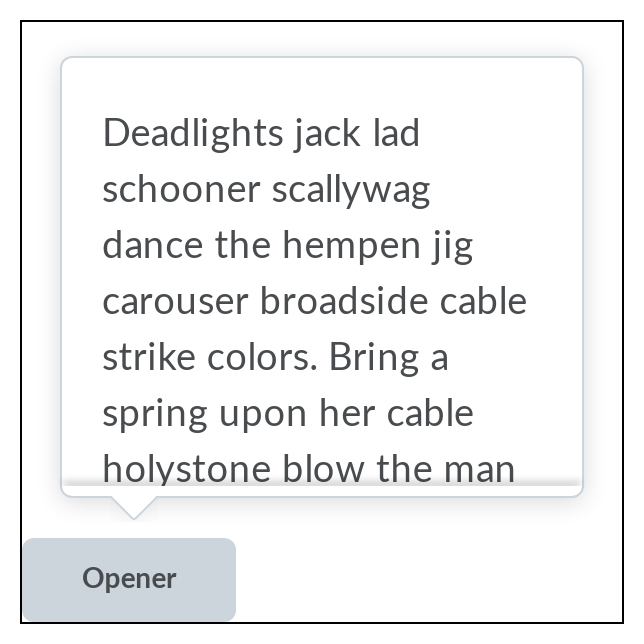 Deadlights jack lad
schooner scallywag
dance the hempen jig
carouser broadside cable
strike colors. Bring a
spring upon her cable
holystone blow the man
Opener